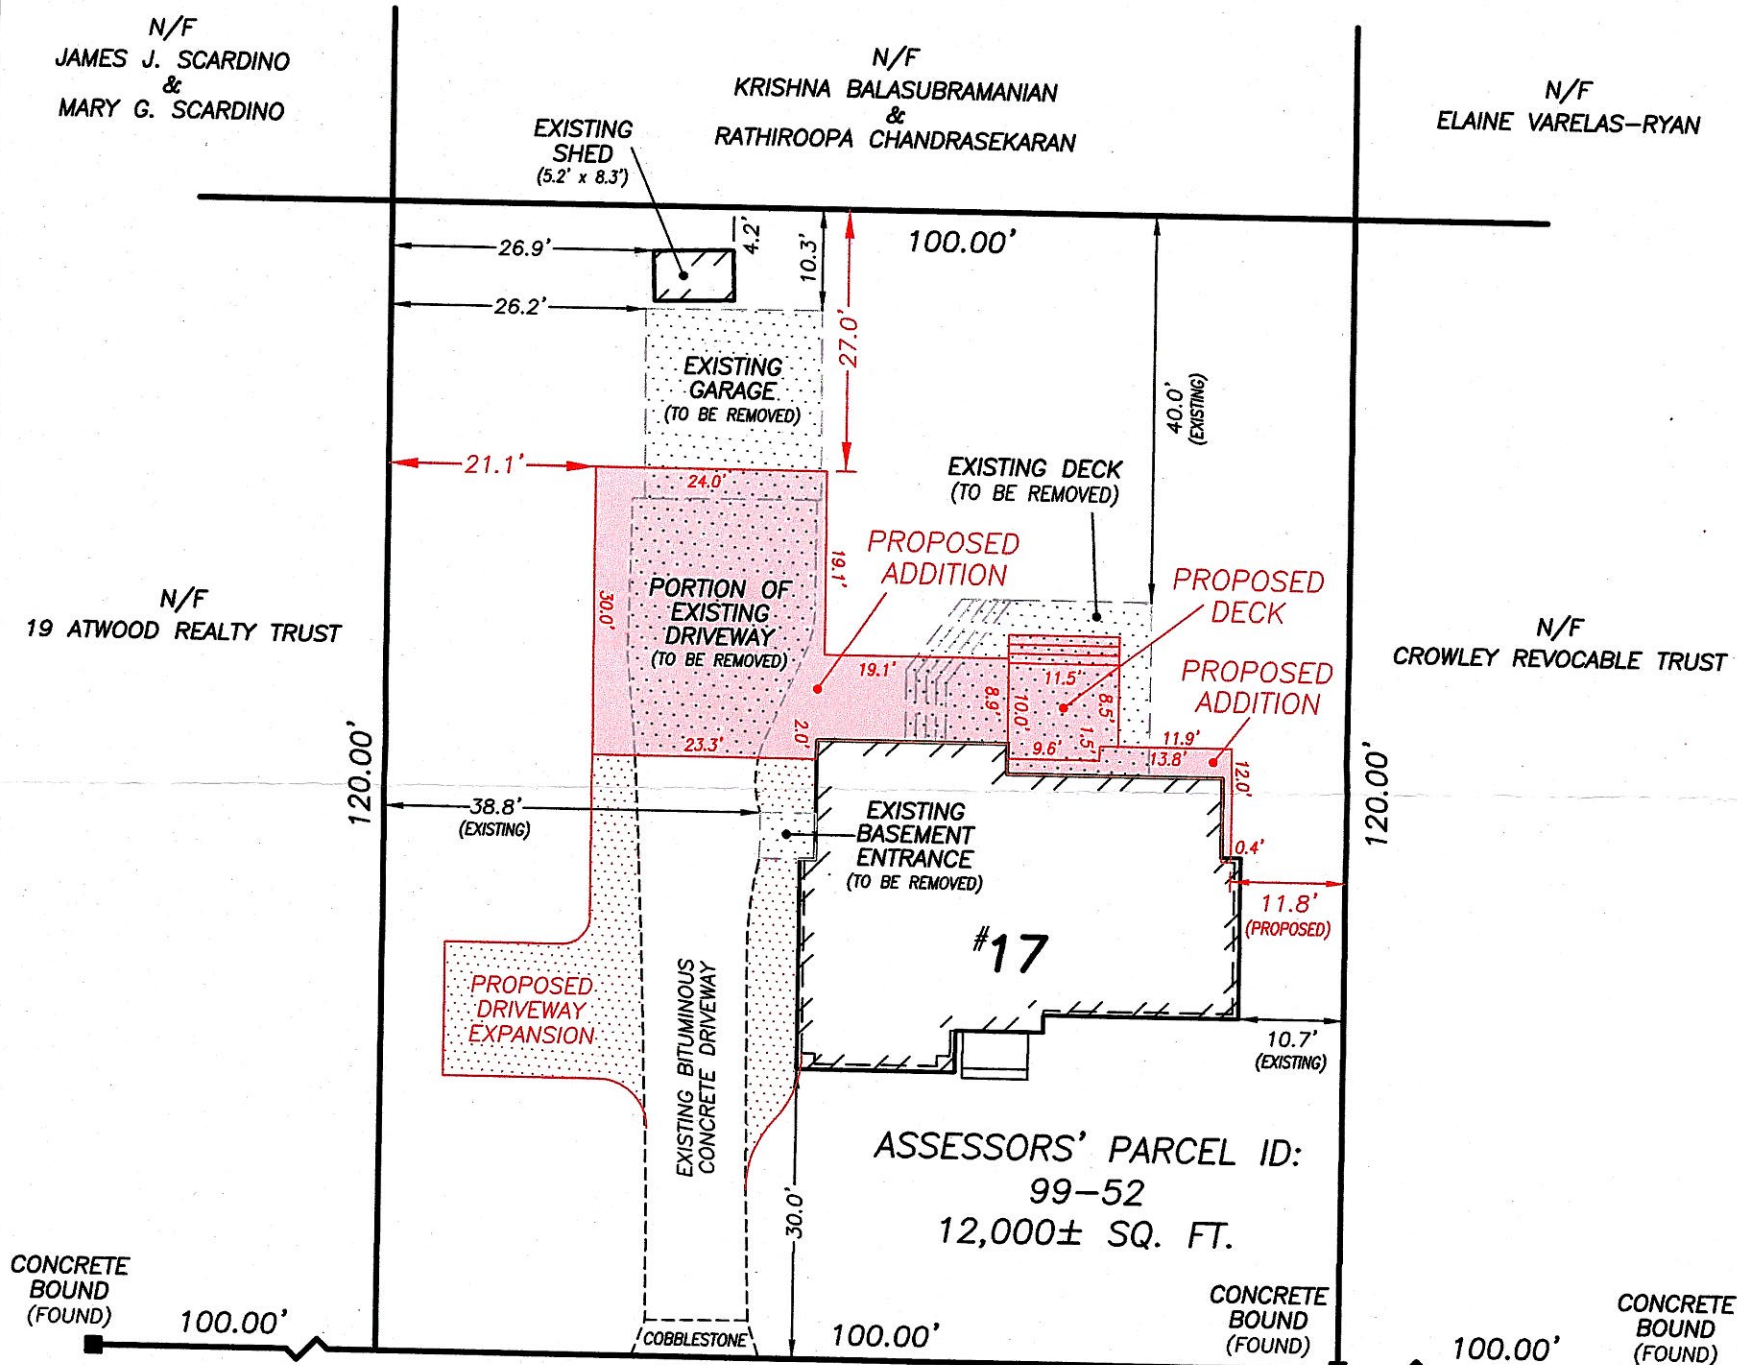 N/F
JAMES J. SCARDINO
&
MARY G. SCARDINO
N/F
KRISHNA BALASUBRAMANIAN
&
RATHIROOPA CHANDRASEKARAN
N/F
ELAINE VARELAS-RYAN
EXISTING
SHED
(5.2' x 8.3')
26.9'
4.2'
10.3'
27.0'
100.00'
26.2'
EXISTING
GARAGE
(TO BE REMOVED)
40.0'
(EXISTING)
21.1'
24.0'
EXISTING DECK
(TO BE REMOVED)
PROPOSED
ADDITION
19.1'
PROPOSED
DECK
30.0'
PORTION OF
EXISTING
DRIVEWAY
(TO BE REMOVED)
N/F
19 ATWOOD REALTY TRUST
N/F
CROWLEY REVOCABLE TRUST
19.1'
8.9'
10.0'
11.5'
8.5'
1.5'
9.6'
PROPOSED
ADDITION
11.9'
13.8'
12.0'
0.4'
23.3'
2.0'
120.00'
120.00'
38.8'
(EXISTING)
EXISTING
BASEMENT
ENTRANCE
(TO BE REMOVED)
11.8'
(PROPOSED)
#17
PROPOSED
DRIVEWAY
EXPANSION
EXISTING BITUMINOUS
CONCRETE DRIVEWAY
10.7'
(EXISTING)
ASSESSORS' PARCEL ID:
99-52
12,000± SQ. FT.
30.0'
CONCRETE
BOUND
(FOUND)
100.00'
COBBLESTONE
100.00'
CONCRETE
BOUND
(FOUND)
100.00'
CONCRETE
BOUND
(FOUND)